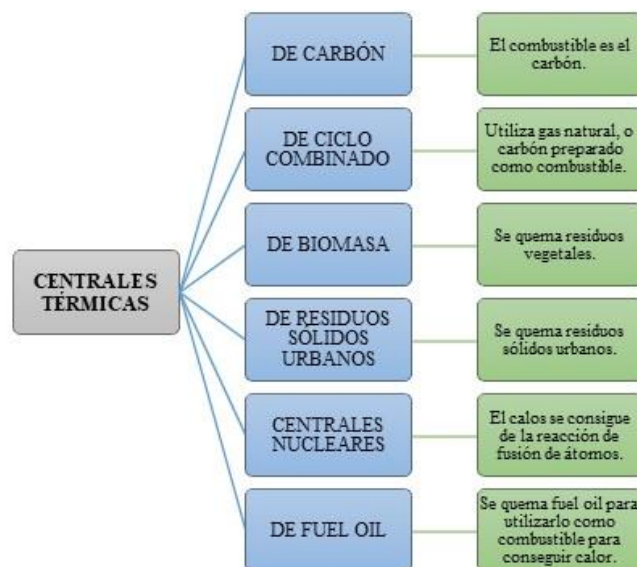 DE CARBÓN
El combustible es el
carbón.
DE CICLO
COMBINADO
Utiliza gas natural, o
carbón preparado
como combustible.
DE BIOMASA
Se quema residuos
vegetales.
CENTRALES
TÉRMICAS
DE RESIDUOS
SÓLIDOS
URBANOS
Se quema residuos
sólidos urbanos.
CENTRALES
NUCLEARES
El calos se consigue
de la reacción de
fusión de átomos.
DE FUEL OIL
Se quema fuel oil para
utilizarlo como
combustible para
conseguir calor.